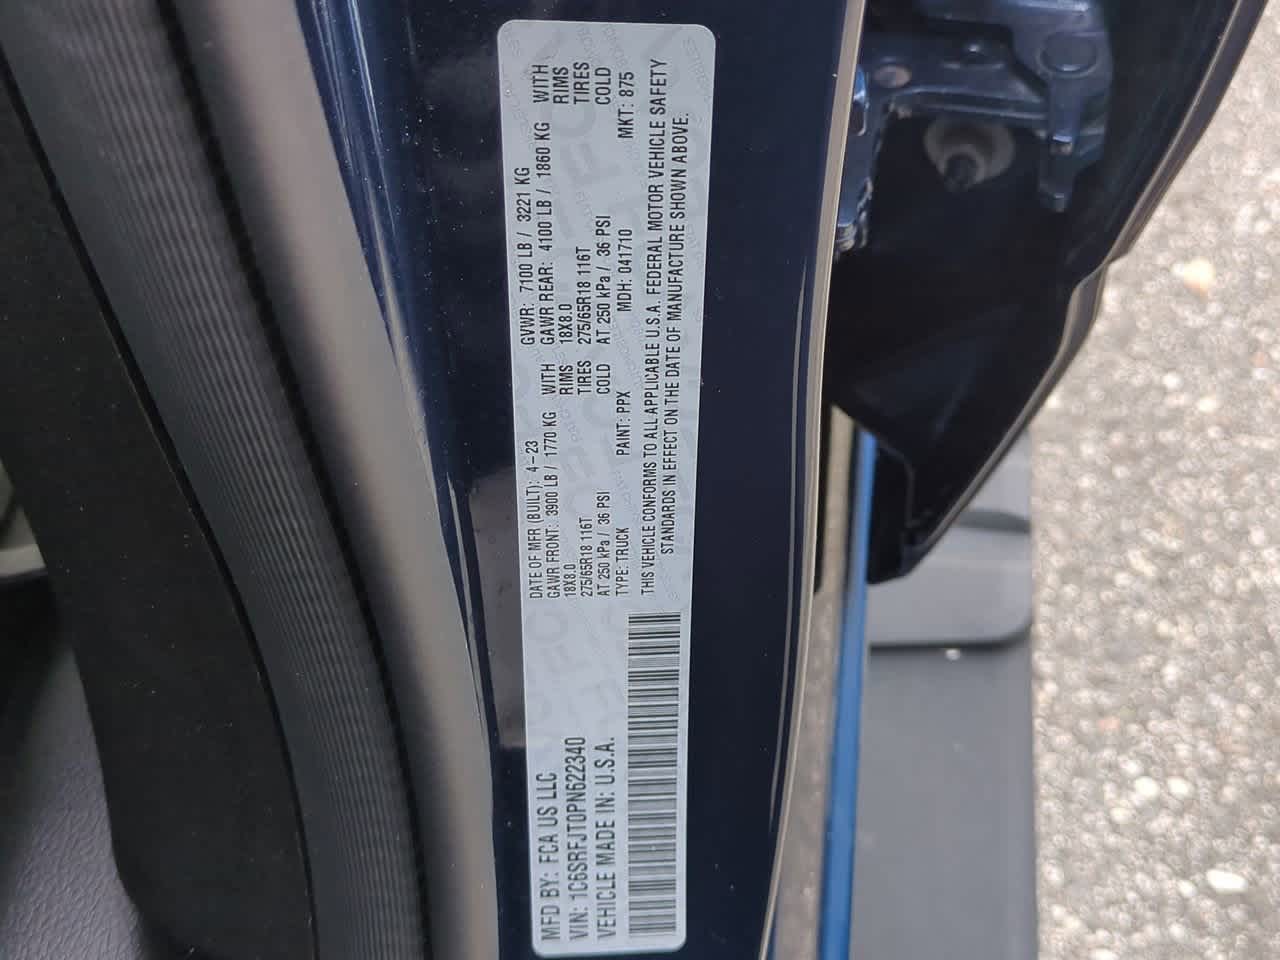 MFD BY: FCA US LLC
VIN: 1C6SRFJT0PN622340
VEHICLE MADE IN: U.S.A.
DATE OF MFR (BUILT): 4-23 GVWR: 7100 LB / 3221 KG
GAWR FRONT: 3900 LB / 1770 KG WITH GAWR REAR: 4100 LB / 1860 KG WITH
18X8.0 RIMS 18X8.0 RIMS
275/65R18 116T TIRES 275/65R18 116T TIRES
AT 250 kPa / 36 PSI COLD AT 250 kPa / 36 PSI COLD
TYPE: TRUCK PAINT: PPX MDH: 041710 MKT: 875
THIS VEHICLE CONFORMS TO ALL APPLICABLE U.S.A. FEDERAL MOTOR VEHICLE SAFETY
STANDARDS IN EFFECT ON THE DATE OF MANUFACTURE SHOWN ABOVE.